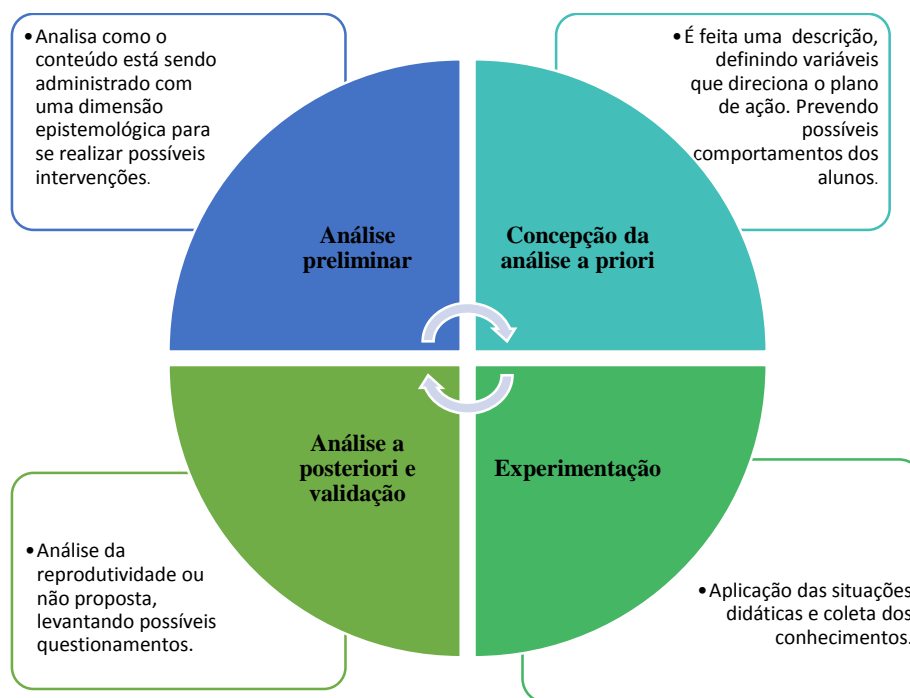 •Analisa como o
conteúdo está sendo
administrado com
uma dimensão
epistemológica para
se realizar possíveis
intervenções.
•É feita uma descrição,
definindo variáveis
que direciona o plano
de ação. Prevendo
possíveis
comportamentos dos
alunos.
Análise
preliminar
Concepção da
análise a priori
Análise a
posteriori e
validação
Experimentação
•Análise da
reprodutividade ou
não proposta,
levantando possíveis
questionamentos.
•Aplicação das situações
didáticas e coleta dos
conhecimentos.